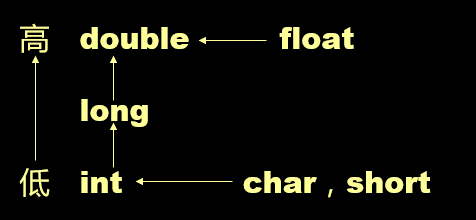 高 double float
long
低 int char , short